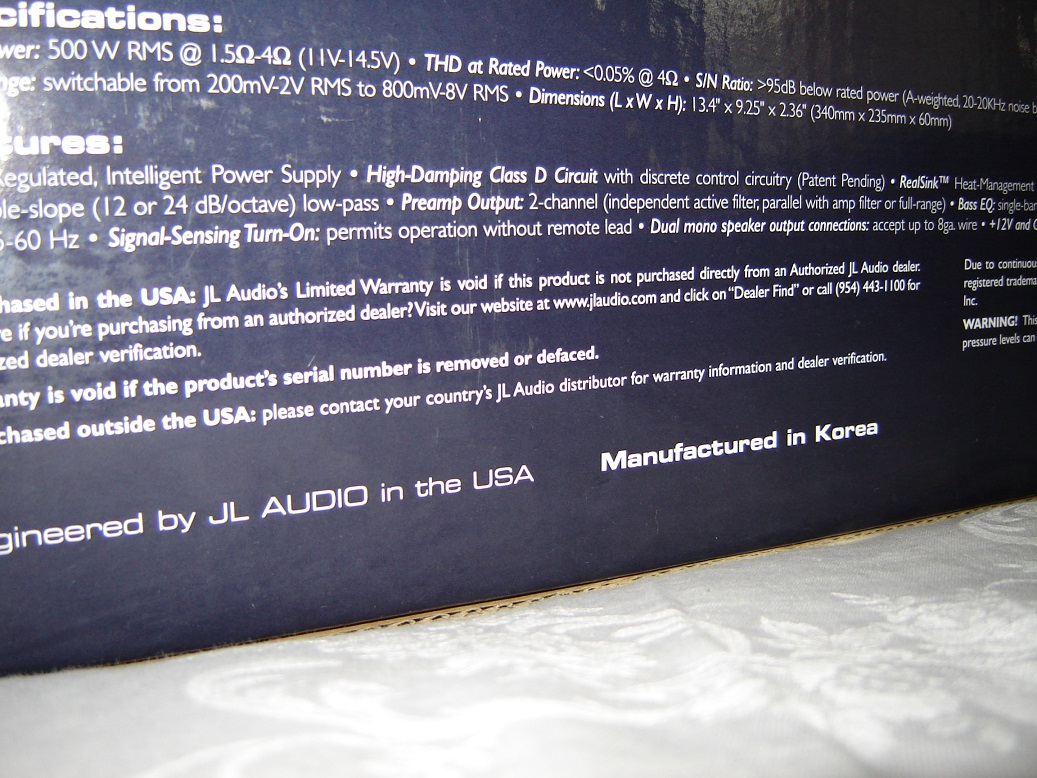 cifications:
wer: 500 W RMS @ 1.5Ω-4Ω (11V-14.5V) • THD at Rated Power: <0.05% @ 4Ω • S/N Ratio: >95dB below rated power (A-weighted, 20-20KHz noise b
nge: switchable from 200mV-2V RMS to 800mV-8V RMS • Dimensions (L x W x H): 13.4" x 9.25" x 2.36" (340mm x 235mm x 60mm)
tures:
Regulated, Intelligent Power Supply • High-Damping Class D Circuit with discrete control circuitry (Patent Pending) • RealSink™ Heat-Management
ble-slope (12 or 24 dB/octave) low-pass • Preamp Output: 2-channel (independent active filter, parallel with amp filter or full-range) • Bass EQ: single-ban
5-60 Hz • Signal-Sensing Turn-On: permits operation without remote lead • Dual mono speaker output connections: accept up to 8ga. wire • +12V and G
hased in the USA: JL Audio's Limited Warranty is void if this product is not purchased directly from an Authorized JL Audio dealer.
re if you're purchasing from an authorized dealer? Visit our website at www.jlaudio.com and click on "Dealer Find" or call (954) 443-1100 for
zed dealer verification.
anty is void if the product's serial number is removed or defaced.
chased outside the USA: please contact your country's JL Audio distributor for warranty information and dealer verification.
Due to continuou
registered tradema
Inc.
WARNING! This
pressure levels can
gineered by JL AUDIO in the USA
Manufactured in Korea